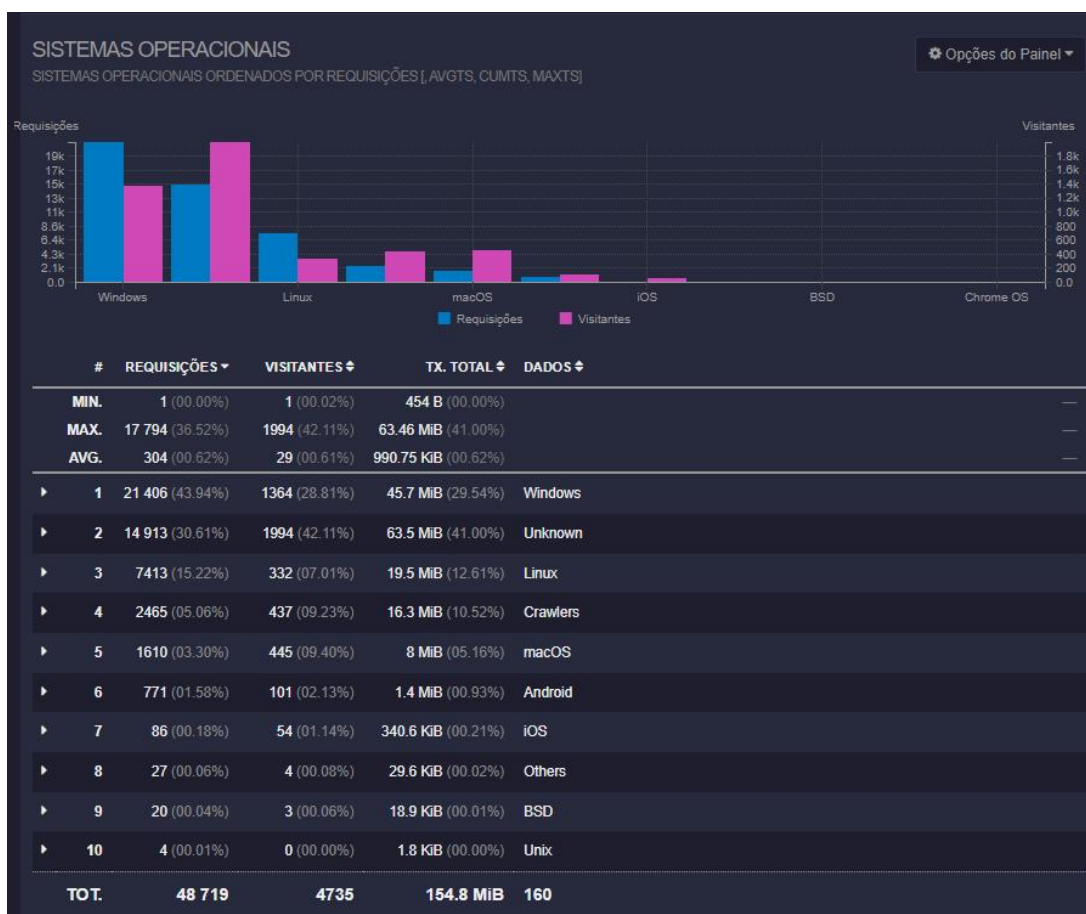 SISTEMAS OPERACIONAIS
Opções do Painel
SISTEMAS OPERACIONAIS ORDENADOS POR REQUISIÇÕES [, AVGTS, CUMTS, MAXTS]
Requisições Visitantes
19k 1.8k
17k 1.6k
15k 1.4k
13k 1.2k
11k 1.0k
8.6k 800
6.4k 600
4.3k 400
2.1k 200
0.0 0.0
Windows Linux macOS iOS BSD Chrome OS
Requisições Visitantes
# REQUISIÇÕES VISITANTES TX. TOTAL DADOS
MIN. 1 (00.00%) 1 (00.02%) 454 B (00.00%) —
MAX. 17 794 (36.52%) 1994 (42.11%) 63.46 MiB (41.00%) —
AVG. 304 (00.62%) 29 (00.61%) 990.75 KiB (00.62%) —
1 21 406 (43.94%) 1364 (28.81%) 45.7 MiB (29.54%) Windows
2 14 913 (30.61%) 1994 (42.11%) 63.5 MiB (41.00%) Unknown
3 7413 (15.22%) 332 (07.01%) 19.5 MiB (12.61%) Linux
4 2465 (05.06%) 437 (09.23%) 16.3 MiB (10.52%) Crawlers
5 1610 (03.30%) 445 (09.40%) 8 MiB (05.16%) macOS
6 771 (01.58%) 101 (02.13%) 1.4 MiB (00.93%) Android
7 86 (00.18%) 54 (01.14%) 340.6 KiB (00.21%) iOS
8 27 (00.06%) 4 (00.08%) 29.6 KiB (00.02%) Others
9 20 (00.04%) 3 (00.06%) 18.9 KiB (00.01%) BSD
10 4 (00.01%) 0 (00.00%) 1.8 KiB (00.00%) Unix
TOT. 48 719 4735 154.8 MiB 160